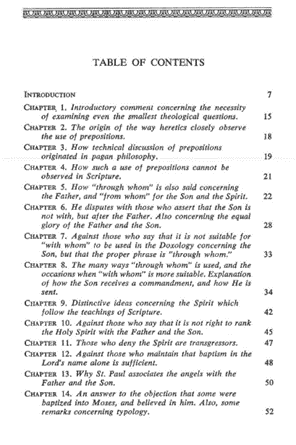 TABLE OF CONTENTS
INTRODUCTION 7
CHAPTER 1. Introductory comment concerning the necessity
of examining even the smallest theological questions. 15
CHAPTER 2. The origin of the way heretics closely observe
the use of prepositions. 18
CHAPTER 3. How technical discussion of prepositions
originated in pagan philosophy. 19
CHAPTER 4. How such a use of prepositions cannot be
observed in Scripture. 21
CHAPTER 5. How "through whom" is also said concerning
the Father, and "from whom" for the Son and the Spirit. 22
CHAPTER 6. He disputes with those who assert that the Son is
not with, but after the Father. Also concerning the equal
glory of the Father and the Son. 28
CHAPTER 7. Against those who say that it is not suitable for
"with whom" to be used in the Doxology concerning the
Son, but that the proper phrase is "through whom." 33
CHAPTER 8. The many ways "through whom" is used, and the
occasions when "with whom" is more suitable. Explanation
of how the Son receives a commandment, and how He is
sent. 34
CHAPTER 9. Distinctive ideas concerning the Spirit which
follow the teachings of Scripture. 42
CHAPTER 10. Against those who say that it is not right to rank
the Holy Spirit with the Father and the Son. 45
CHAPTER 11. Those who deny the Spirit are transgressors. 47
CHAPTER 12. Against those who maintain that baptism in the
Lord's name alone is sufficient. 48
CHAPTER 13. Why St. Paul associates the angels with the
Father and the Son. 50
CHAPTER 14. An answer to the objection that some were
baptized into Moses, and believed in him. Also, some
remarks concerning typology. 52